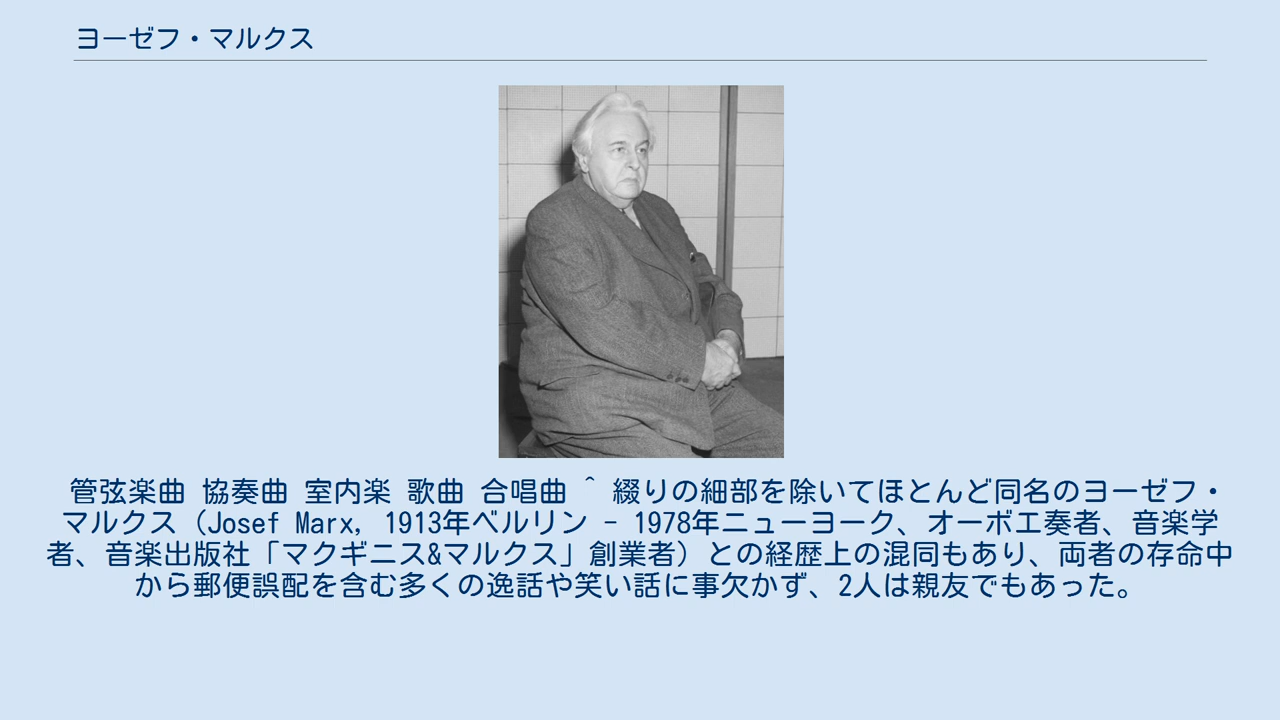 ヨーゼフ・マルクス
管弦楽曲 協奏曲 室内楽 歌曲 合唱曲 ^ 綴りの細部を除いてほとんど同名のヨーゼフ・
マルクス（Josef Marx, 1913年ベルリン - 1978年ニューヨーク、オーボエ奏者、音楽学
者、音楽出版社「マクギニス&マルクス」創業者）との経歴上の混同もあり、両者の存命中
から郵便誤配を含む多くの逸話や笑い話に事欠かず、2人は親友でもあった。